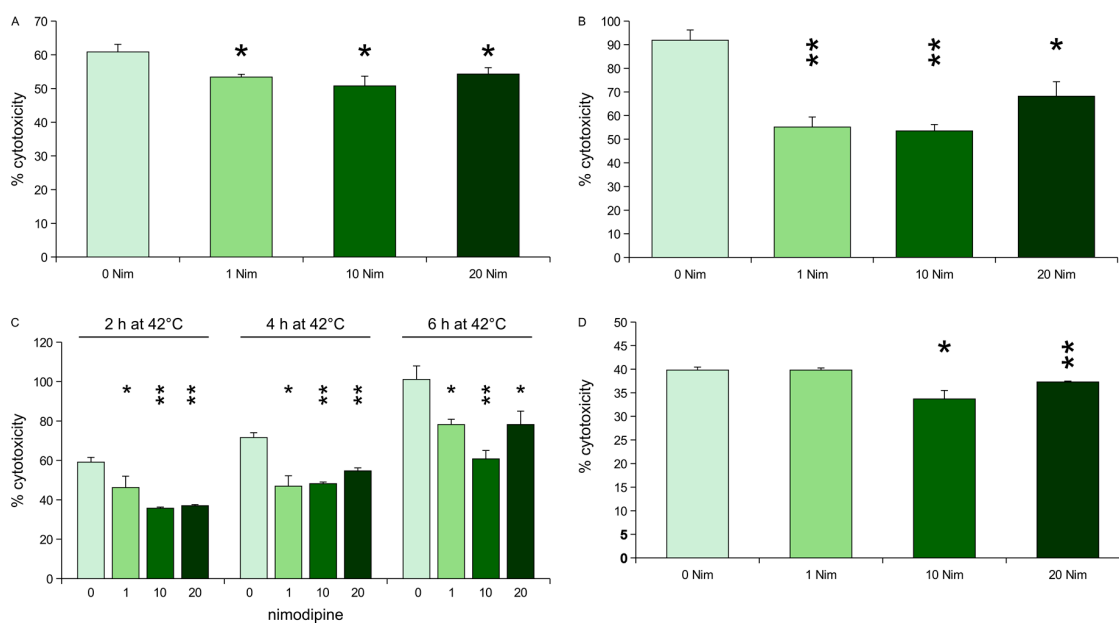 A
% cytotoxicity
70
60
50
40
30
20
10
0
* * *
0 Nim 1 Nim 10 Nim 20 Nim
B
% cytotoxicity
100
90
80
70
60
50
40
30
20
10
0
** ** *
0 Nim 1 Nim 10 Nim 20 Nim
C
2 h at 42°C 4 h at 42°C 6 h at 42°C
% cytotoxicity
120
100
80
60
40
20
0
* ** ** * ** ** * ** *
0 1 10 20 0 1 10 20 0 1 10 20
nimodipine
D
% cytotoxicity
50
45
40
35
30
25
20
15
10
5
0
* **
0 Nim 1 Nim 10 Nim 20 Nim